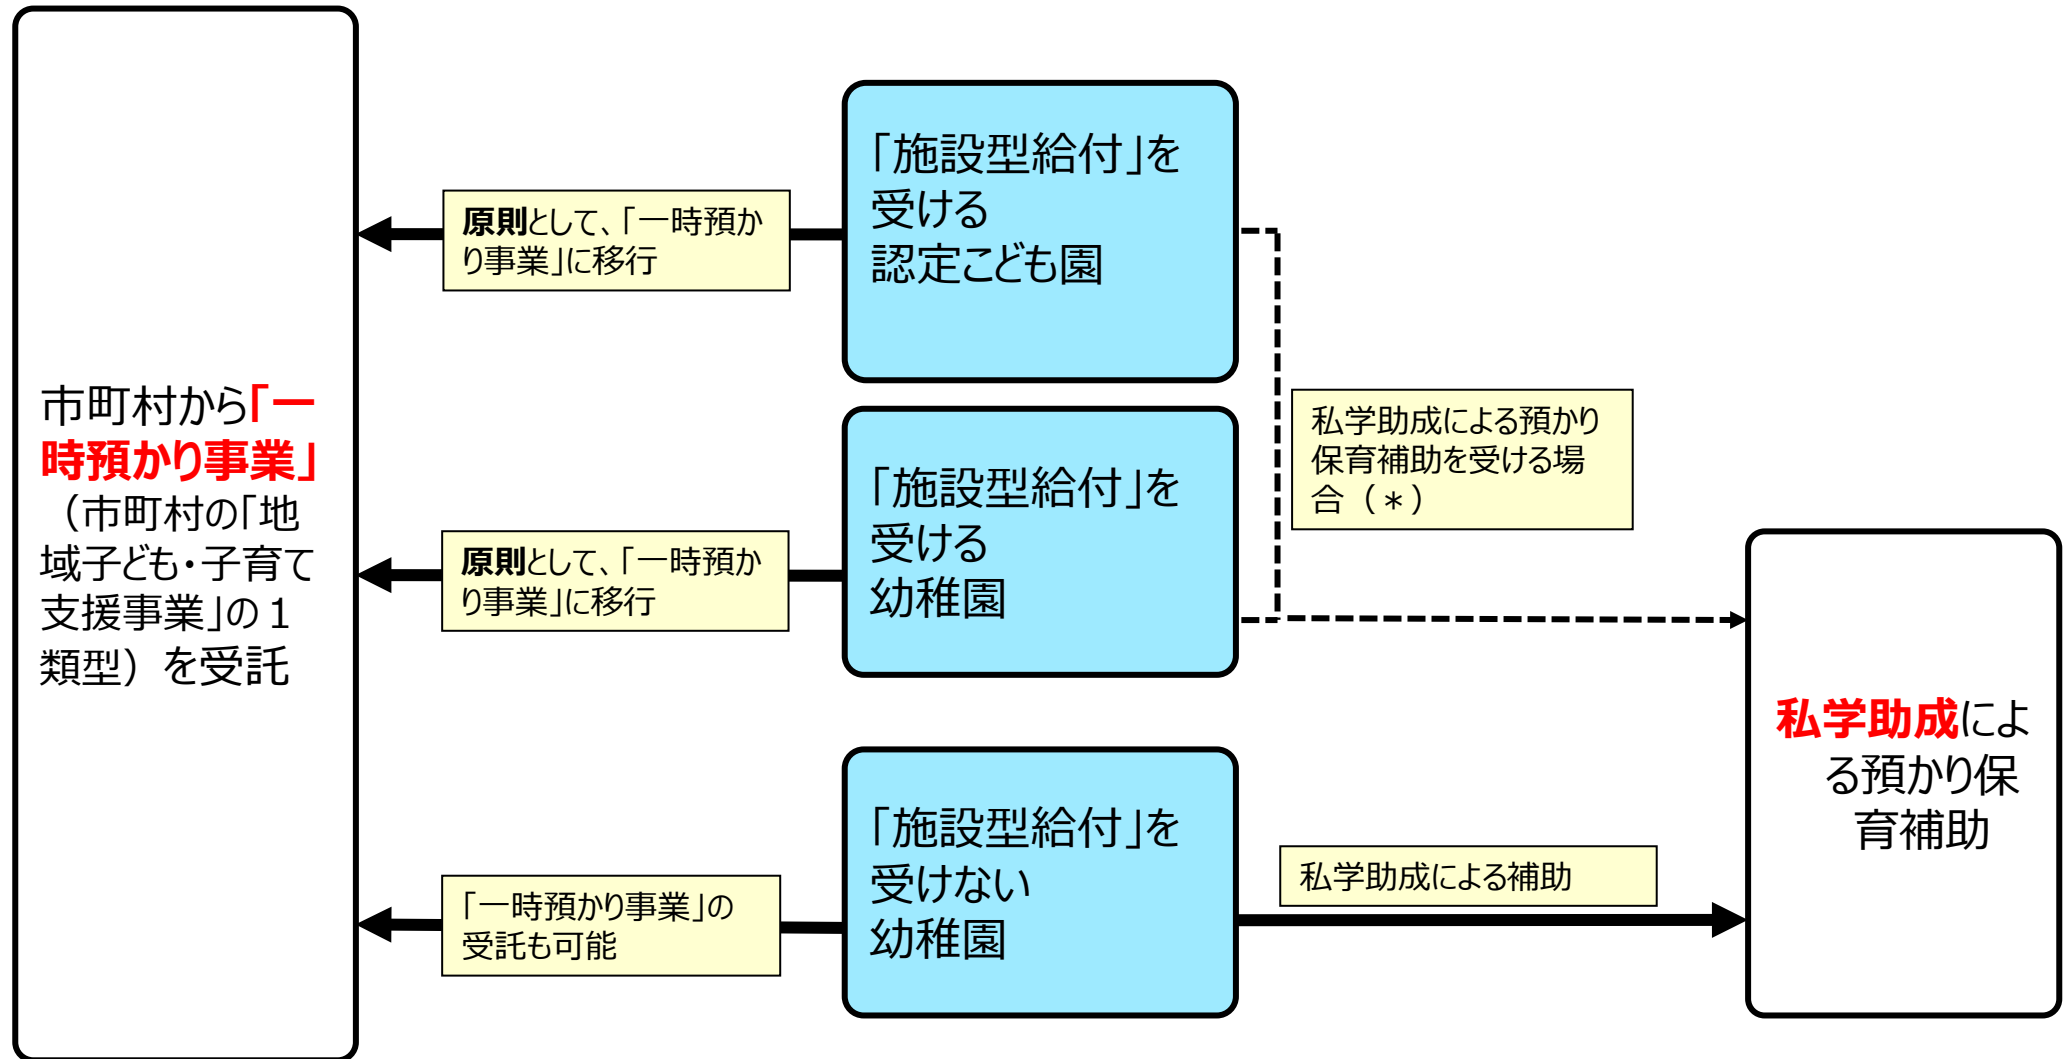 市町村から「一
時預かり事業」
（市町村の「地
域子ども・子育て
支援事業」の１
類型）を受託
原則として、「一時預か
り事業」に移行
「施設型給付」を
受ける
認定こども園
原則として、「一時預か
り事業」に移行
「施設型給付」を
受ける
幼稚園
私学助成による預かり
保育補助を受ける場
合（＊）
「一時預かり事業」の
受託も可能
「施設型給付」を
受けない
幼稚園
私学助成による補助
私学助成によ
る預かり保
育補助